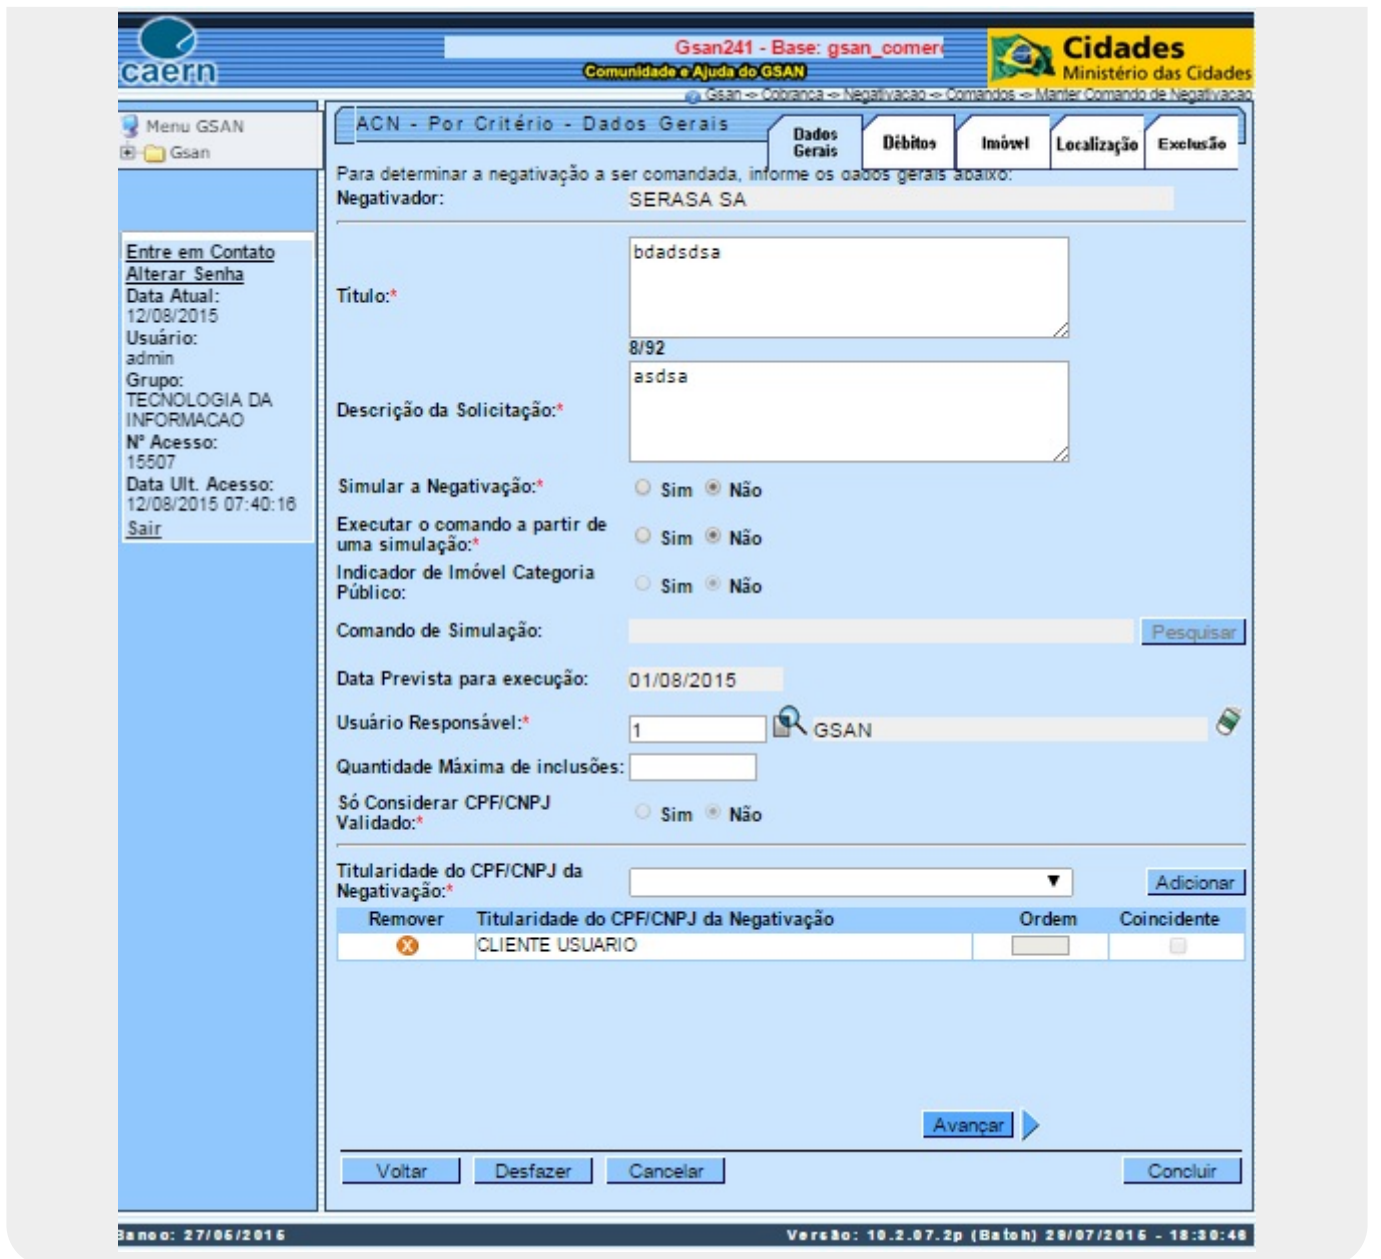 caern
Gsan241 - Base: gsan_comer
Comunidade e Ajuda do GSAN
Cidades
Ministério das Cidades
Gsan -> Cobranca -> Negativacao -> Comandos -> Manter Comando de Negativacao
Menu GSAN
Gsan
Entre em Contato
Alterar Senha
Data Atual:
12/08/2015
Usuário:
admin
Grupo:
TECNOLOGIA DA
INFORMACAO
N° Acesso:
15507
Data Ult. Acesso:
12/08/2015 07:40:16
Sair
ACN - Por Critério - Dados Gerais
Dados Gerais
Débitos
Imóvel
Localização
Exclusão
Para determinar a negativação a ser comandada, informe os dados gerais abaixo:
Negativador: SERASA SA
Título:* bdadsdsa
8/92
Descrição da Solicitação:* asdsa
Simular a Negativação:* Sim Não
Executar o comando a partir de
uma simulação:* Sim Não
Indicador de Imóvel Categoria
Público: Sim Não
Comando de Simulação: Pesquisar
Data Prevista para execução: 01/08/2015
Usuário Responsável:* 1 GSAN
Quantidade Máxima de inclusões:
Só Considerar CPF/CNPJ
Validado:* Sim Não
Titularidade do CPF/CNPJ da
Negativação:* Adicionar
Remover Titularidade do CPF/CNPJ da Negativação Ordem Coincidente
CLIENTE USUARIO
Avançar
Voltar Desfazer Cancelar Concluir
Banco: 27/05/2015 Versão: 10.2.07.2p (Batch) 29/07/2015 - 18:30:46